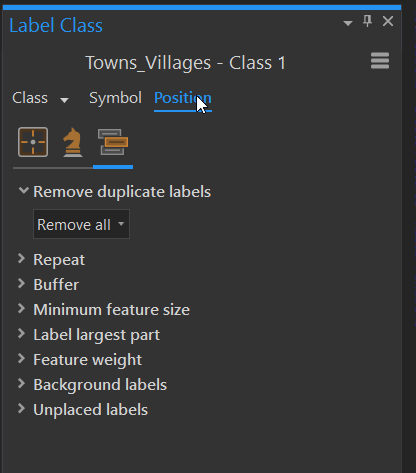 Label Class
Towns_Villages - Class 1
Class Symbol Position
Remove duplicate labels
Remove all
Repeat
Buffer
Minimum feature size
Label largest part
Feature weight
Background labels
Unplaced labels